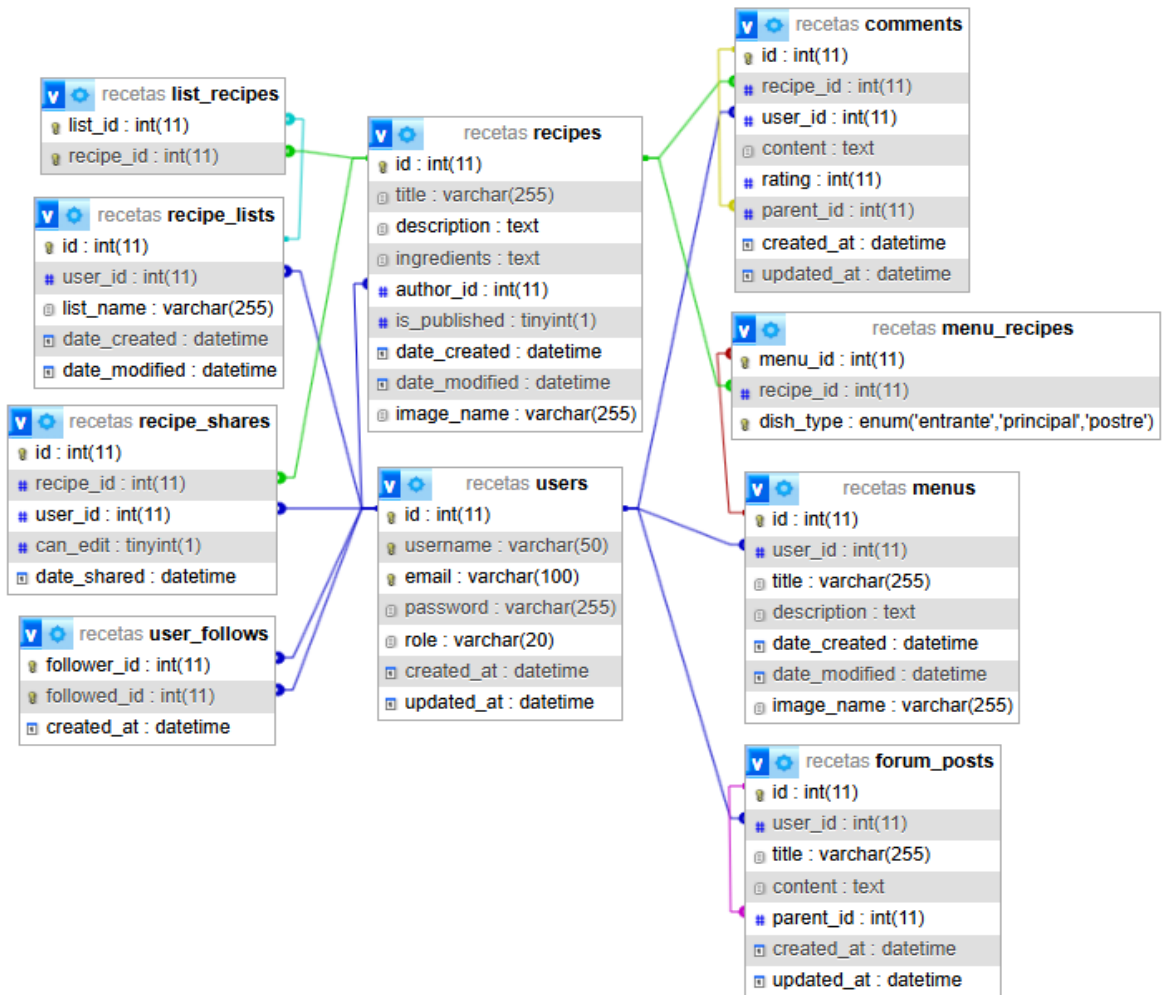 recetas list_recipes
list_id : int(11)
recipe_id : int(11)
recetas recipe_lists
id : int(11)
user_id : int(11)
list_name : varchar(255)
date_created : datetime
date_modified : datetime
recetas recipe_shares
id : int(11)
recipe_id : int(11)
user_id : int(11)
can_edit : tinyint(1)
date_shared : datetime
recetas user_follows
follower_id : int(11)
followed_id : int(11)
created_at : datetime
recetas recipes
id : int(11)
title : varchar(255)
description : text
ingredients : text
author_id : int(11)
is_published : tinyint(1)
date_created : datetime
date_modified : datetime
image_name : varchar(255)
recetas users
id : int(11)
username : varchar(50)
email : varchar(100)
password : varchar(255)
role : varchar(20)
created_at : datetime
updated_at : datetime
recetas comments
id : int(11)
recipe_id : int(11)
user_id : int(11)
content : text
rating : int(11)
parent_id : int(11)
created_at : datetime
updated_at : datetime
recetas menu_recipes
menu_id : int(11)
recipe_id : int(11)
dish_type : enum('entrante','principal','postre')
recetas menus
id : int(11)
user_id : int(11)
title : varchar(255)
description : text
date_created : datetime
date_modified : datetime
image_name : varchar(255)
recetas forum_posts
id : int(11)
user_id : int(11)
title : varchar(255)
content : text
parent_id : int(11)
created_at : datetime
updated_at : datetime